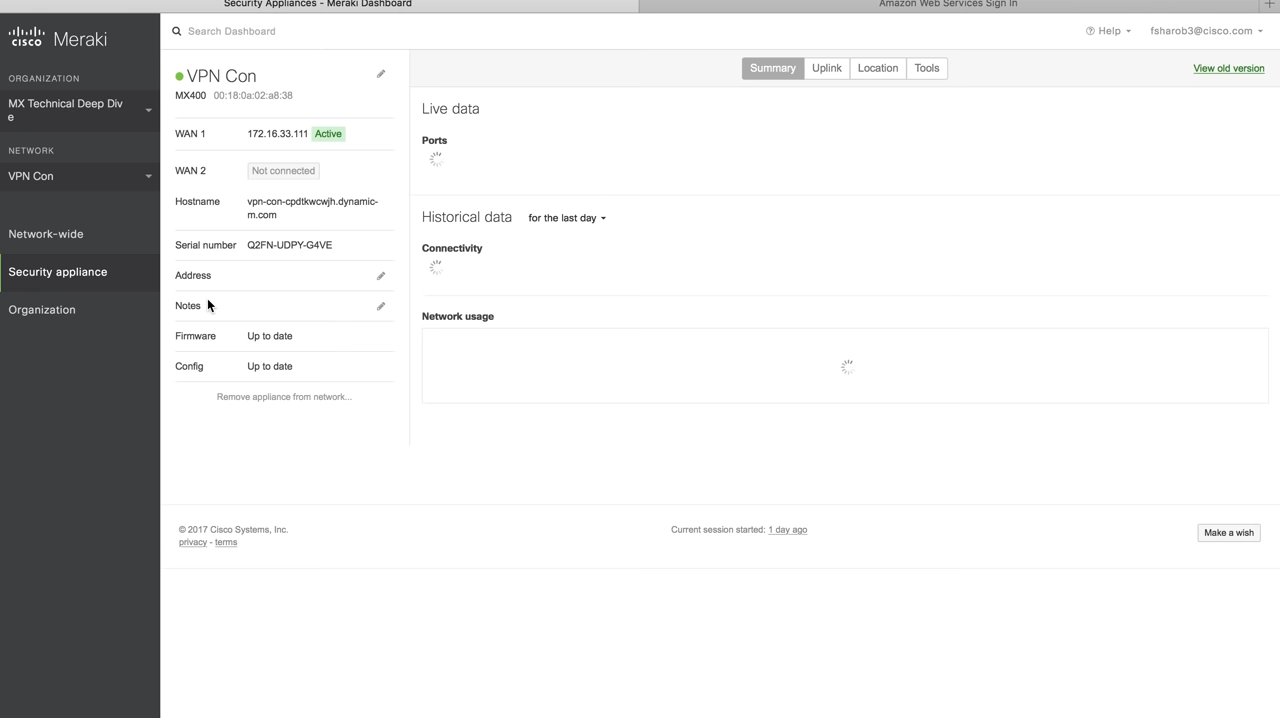 Security Appliances - Meraki Dashboard
Amazon Web Services Sign In
cisco Meraki
Search Dashboard
Help
fsharob3@cisco.com
ORGANIZATION
MX Technical Deep Div
e
NETWORK
VPN Con
Network-wide
Security appliance
Organization
VPN Con
MX400 00:18:0a:02:a8:38
WAN 1 172.16.33.111 Active
WAN 2 Not connected
Hostname vpn-con-cpdtkwcwjh.dynamic-
m.com
Serial number Q2FN-UDPY-G4VE
Address
Notes
Firmware Up to date
Config Up to date
Remove appliance from network...
Summary Uplink Location Tools
View old version
Live data
Ports
Historical data for the last day
Connectivity
Network usage
© 2017 Cisco Systems, Inc.
privacy - terms
Current session started: 1 day ago
Make a wish